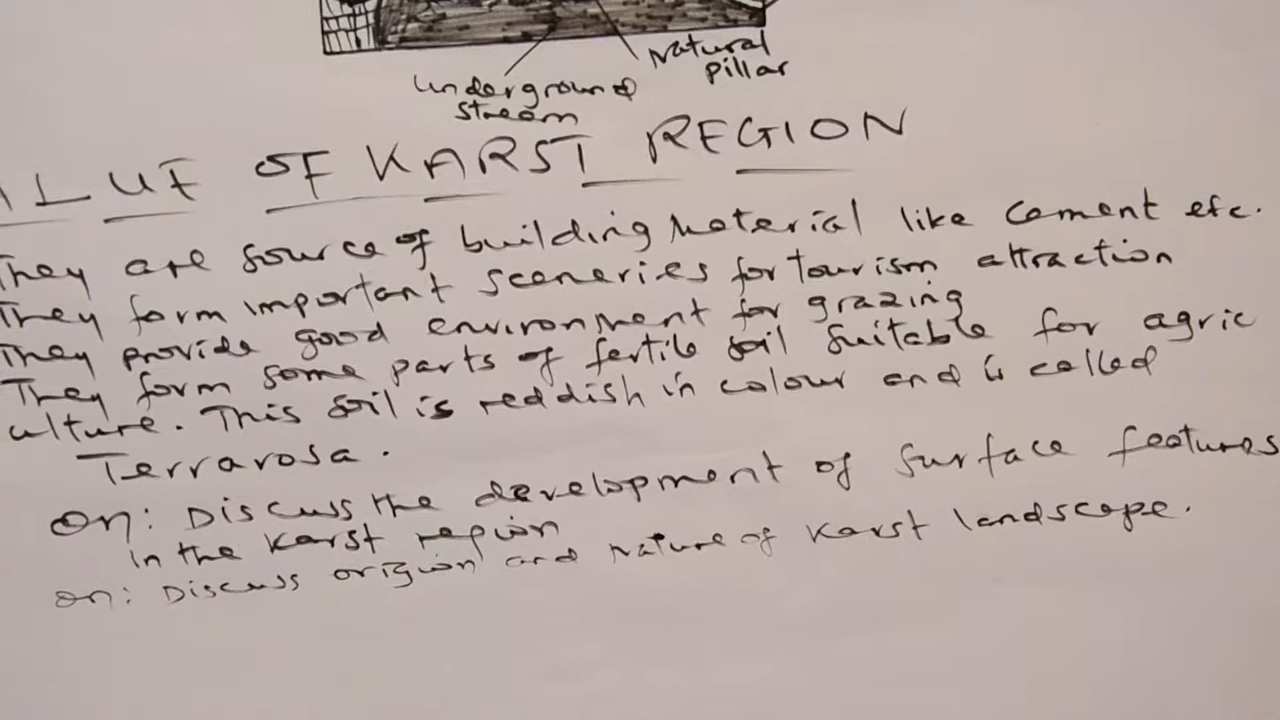 Natural
pillar
underground
stream
ALUE OF KARST REGION
They are source of building material like cement etc.
They form important sceneries for tourism attraction
They provide good environment for grazing
They form some parts of fertile soil suitable for agric
ulture. This soil is reddish in colour and is called
Terrarosa.
Qn: Discuss the development of surface features
in the karst region
Qn: Discuss origion and nature of karst landscape.